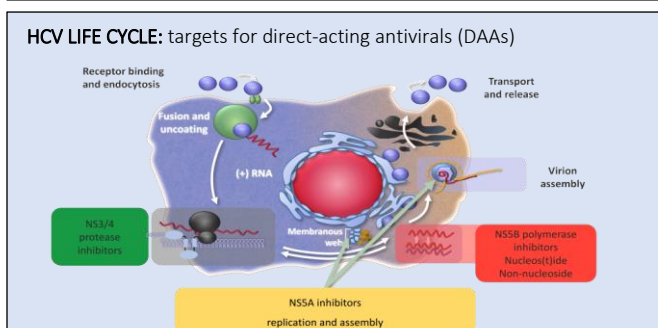 HCV LIFE CYCLE: targets for direct-acting antivirals (DAAs)
Receptor binding
and endocytosis
Transport
and release
Fusion and
uncoating
(+) RNA
Virion
assembly
NS3/4
protease
inhibitors
Membranous
web
NS5B polymerase
inhibitors
Nucleos(t)ide
Non-nucleoside
NS5A inhibitors
replication and assembly